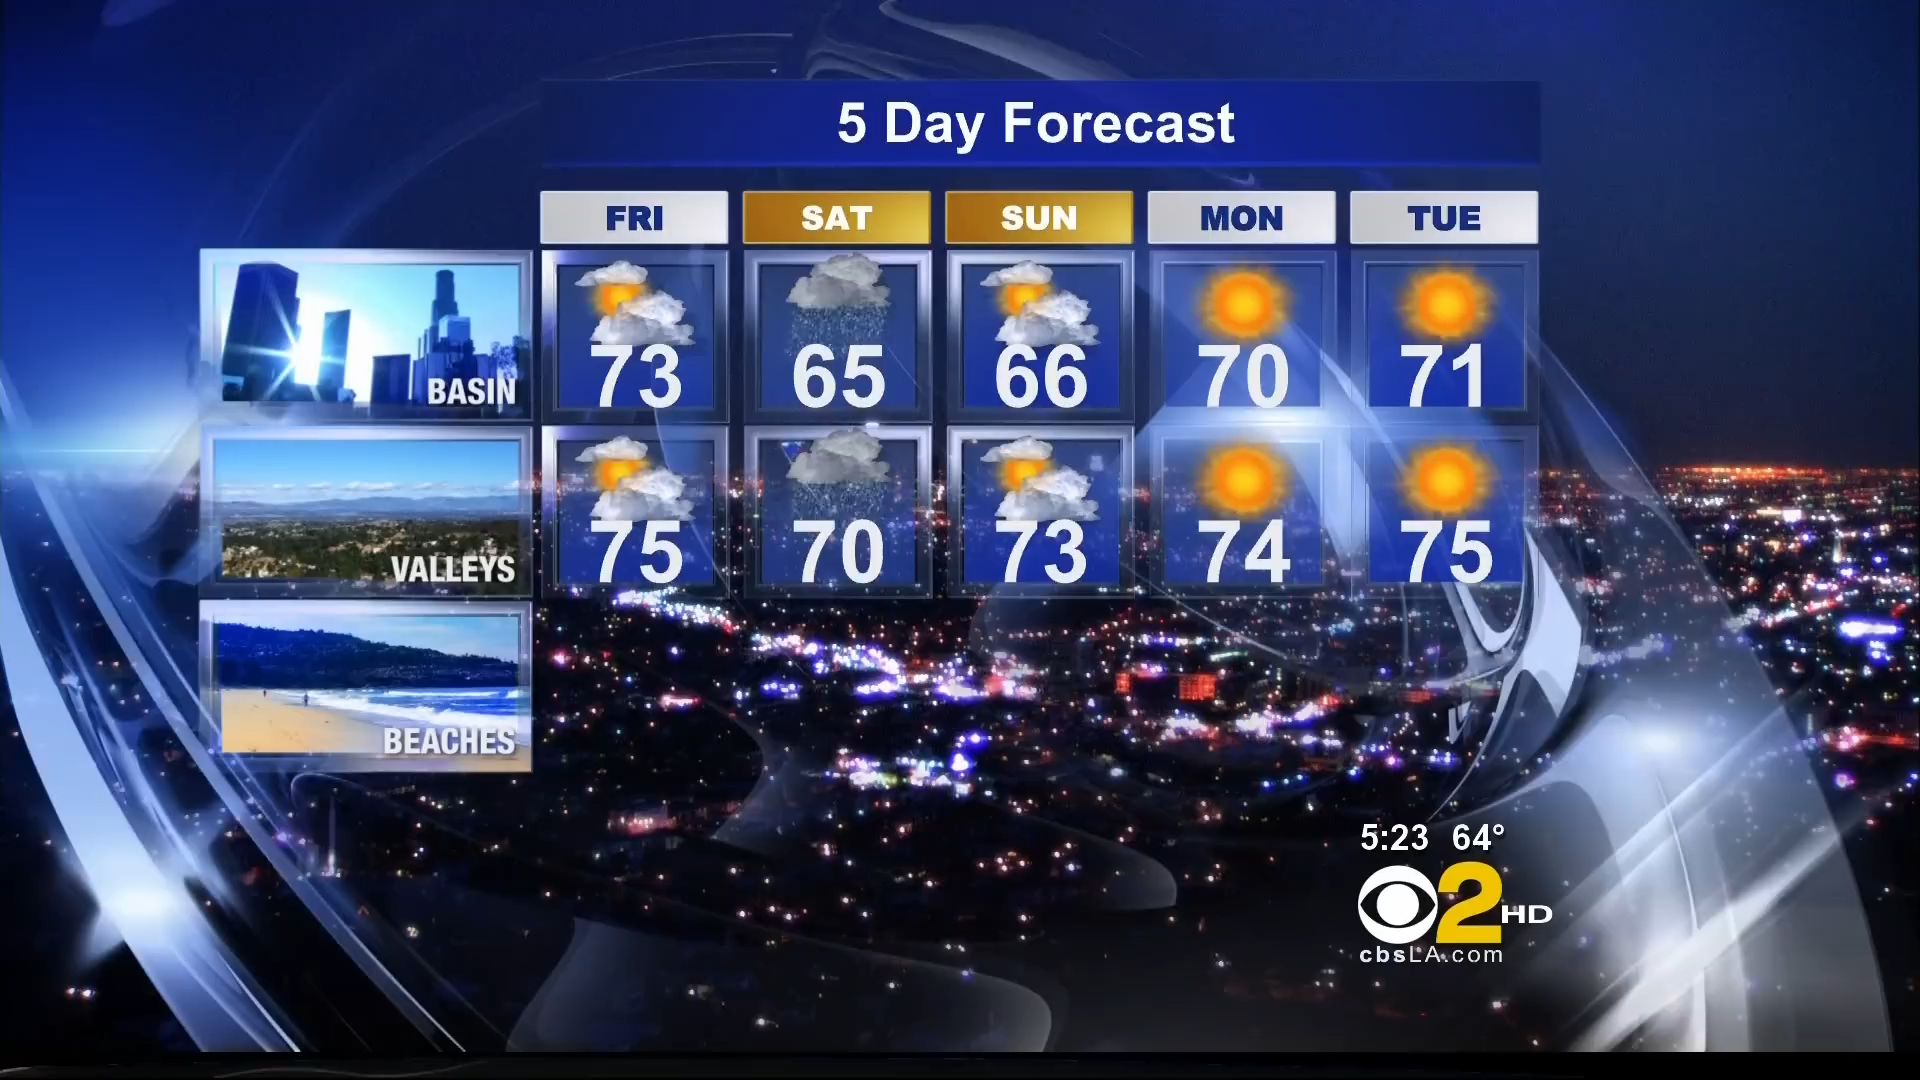 5 Day Forecast
FRI SAT SUN MON TUE
BASIN 73 65 66 70 71
VALLEYS 75 70 73 74 75
BEACHES
5:23 64°
2 HD
cbsLA.com